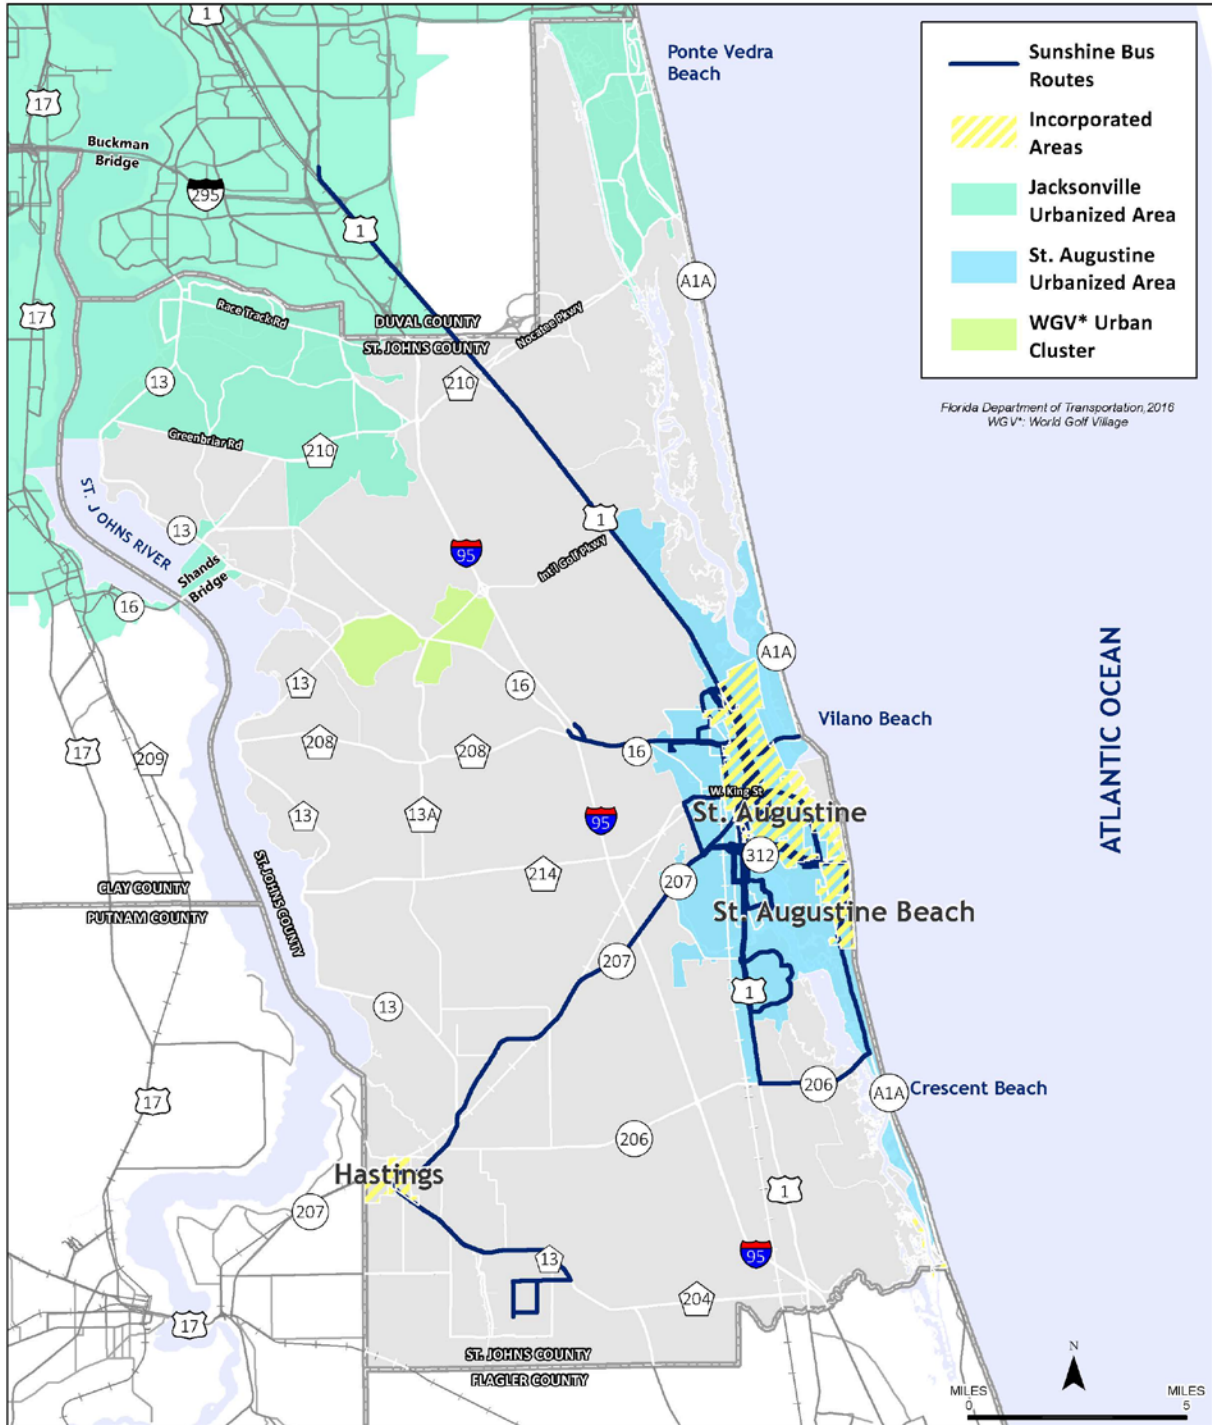 1
Ponte Vedra
Beach
Sunshine Bus
Routes
Incorporated
Areas
Jacksonville
Urbanized Area
St. Augustine
Urbanized Area
WGV* Urban
Cluster
Florida Department of Transportation,2016
WGV*: World Golf Village
17
Buckman
Bridge
295
1
A1A
17
Race Track Rd
DUVAL COUNTY
ST. JOHNS COUNTY
Nocatee Pkwy
13
210
Greenbriar Rd
210
ST. JOHNS RIVER
13
1
95
Int'l Golf Pkwy
Shands
Bridge
16
A1A
13
16
ATLANTIC OCEAN
Vilano Beach
17
209
208
208
16
W. King St
13
13A
95
St. Augustine
312
214
207
CLAY COUNTY
PUTNAM COUNTY
ST. JOHNS COUNTY
St. Augustine Beach
207
1
13
17
206
A1A
Crescent Beach
206
Hastings
1
207
13
95
204
17
ST. JOHNS COUNTY
FLAGLER COUNTY
N
MILES
MILES
0
5